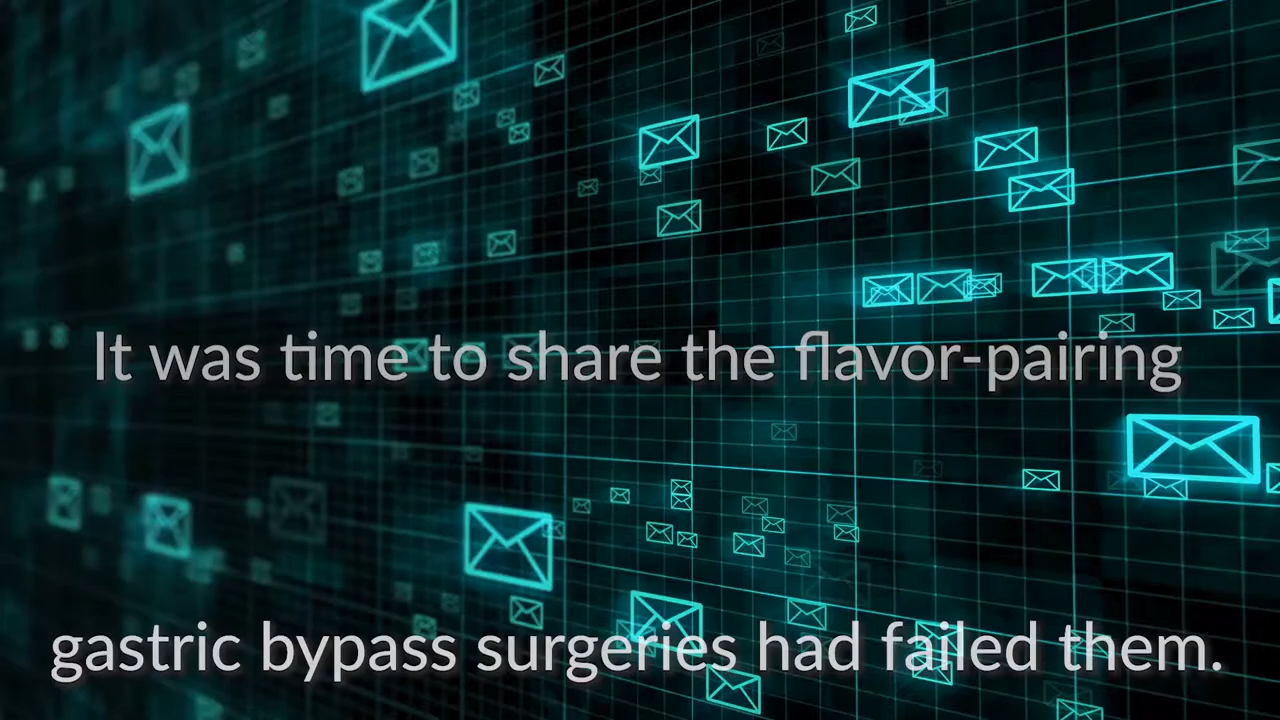 It was time to share the flavor-pairing
gastric bypass surgeries had failed them.